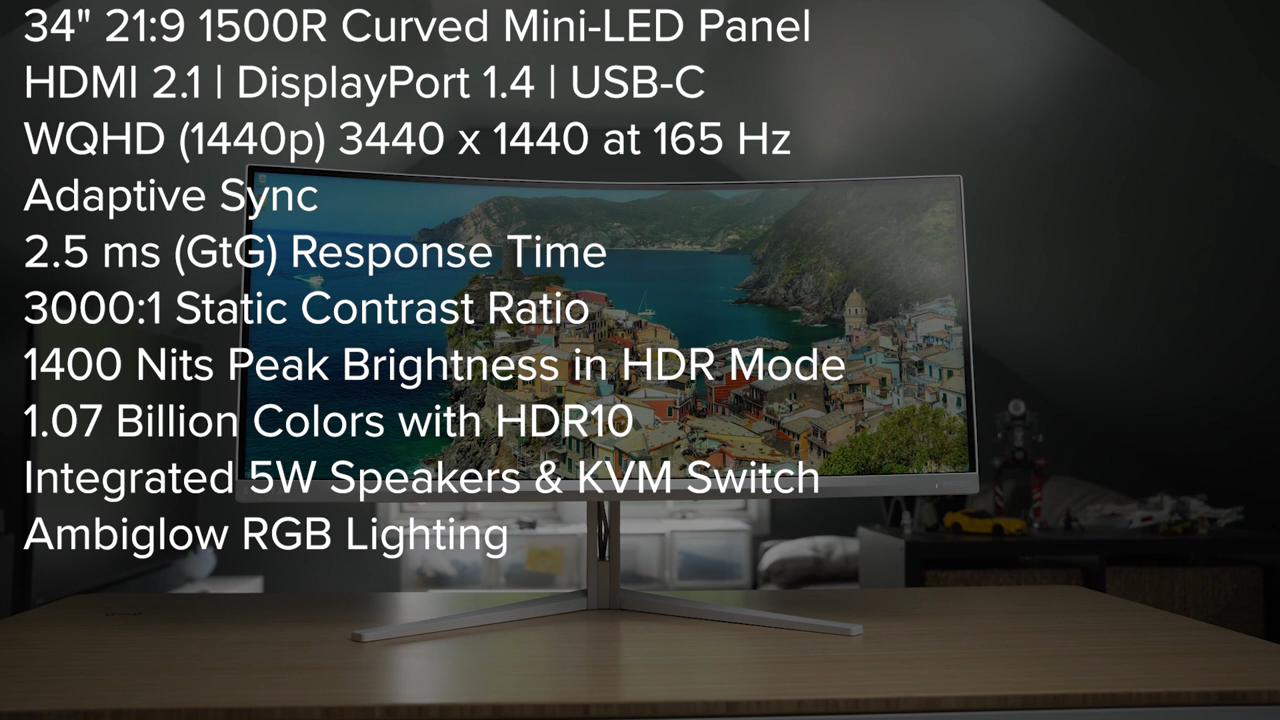 34" 21:9 1500R Curved Mini-LED Panel
HDMI 2.1 | DisplayPort 1.4 | USB-C
WQHD (1440p) 3440 x 1440 at 165 Hz
Adaptive Sync
2.5 ms (GtG) Response Time
3000:1 Static Contrast Ratio
1400 Nits Peak Brightness in HDR Mode
1.07 Billion Colors with HDR10
Integrated 5W Speakers & KVM Switch
Ambiglow RGB Lighting